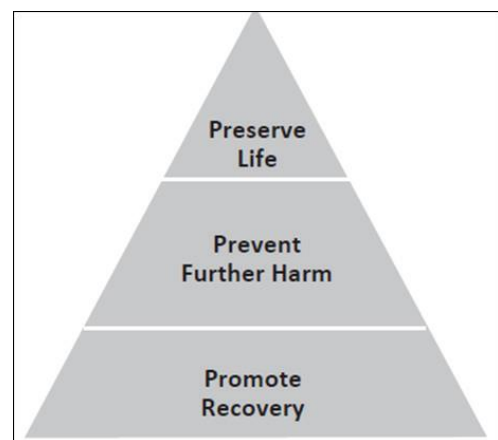 Preserve
Life
Prevent
Further Harm
Promote
Recovery